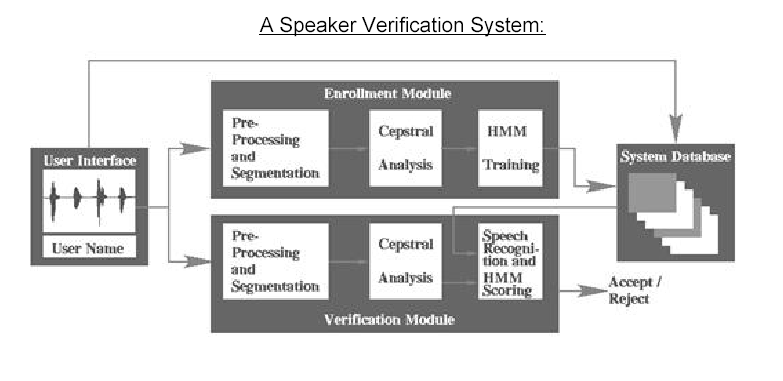 A Speaker Verification System:
Enrollment Module
Pre-
Processing
and
Segmentation
Cepstral
Analysis
HMM
Training
User Interface
User Name
System Database
Pre-
Processing
and
Segmentation
Cepstral
Analysis
Speech
Recogni-
tion and
HMM
Scoring
Verification Module
Accept /
Reject